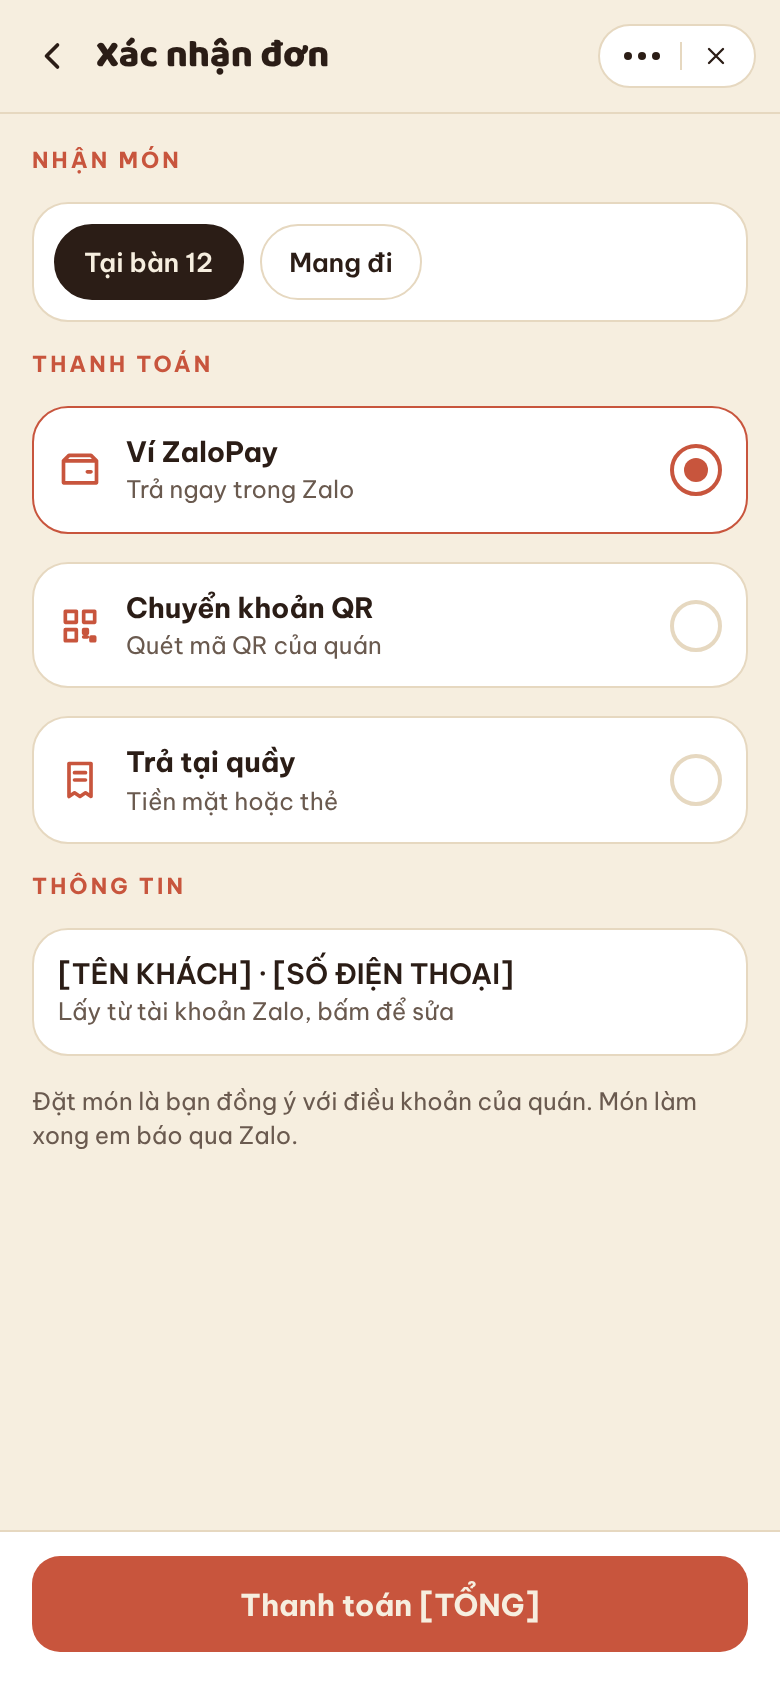 Xác nhận đơn
NHẬN MÓN
Tại bàn 12
Mang đi
THANH TOÁN
Ví ZaloPay
Trả ngay trong Zalo
Chuyển khoản QR
Quét mã QR của quán
Trả tại quầy
Tiền mặt hoặc thẻ
THÔNG TIN
[TÊN KHÁCH] · [SỐ ĐIỆN THOẠI]
Lấy từ tài khoản Zalo, bấm để sửa
Đặt món là bạn đồng ý với điều khoản của quán. Món làm
xong em báo qua Zalo.
Thanh toán [TỔNG]